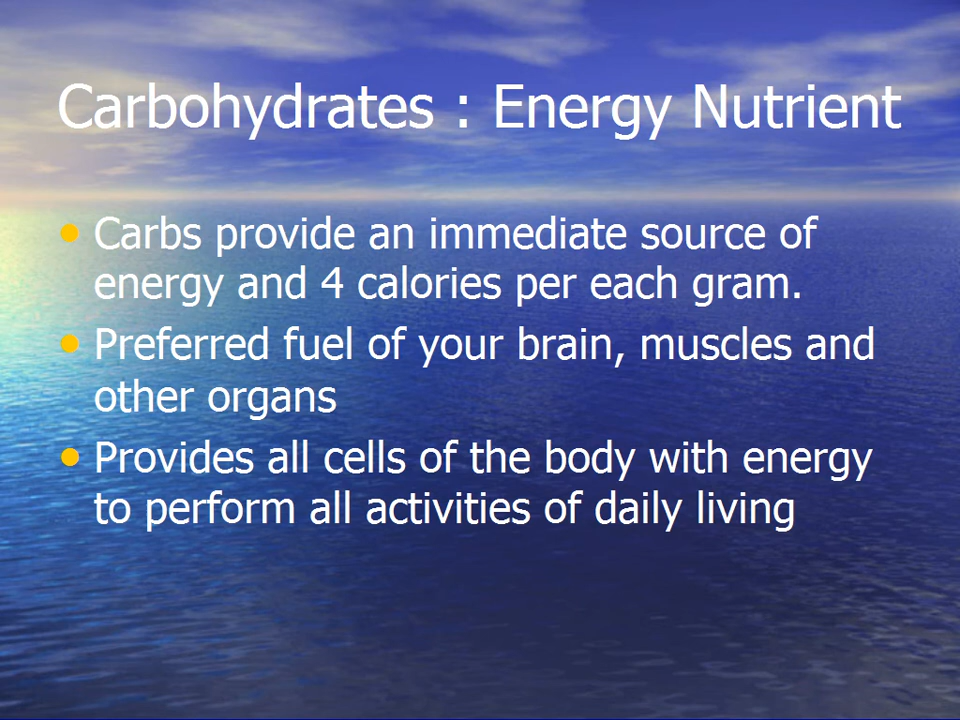 Carbohydrates : Energy Nutrient
• Carbs provide an immediate source of
energy and 4 calories per each gram.
• Preferred fuel of your brain, muscles and
other organs
• Provides all cells of the body with energy
to perform all activities of daily living